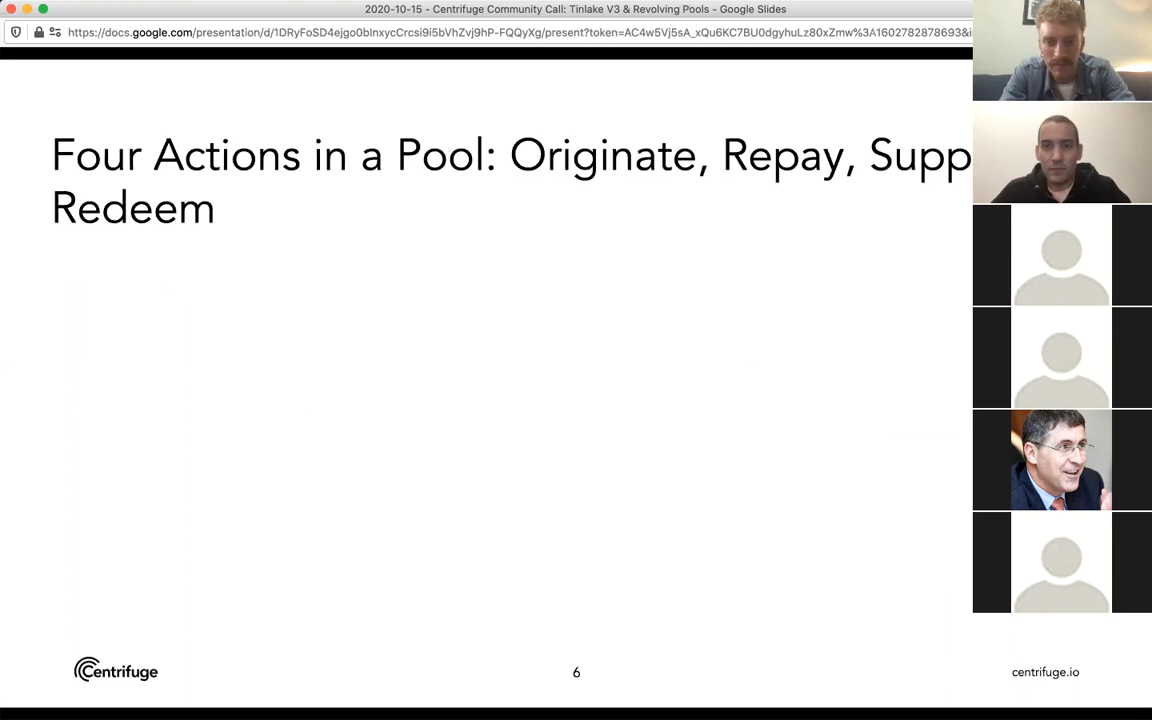 2020-10-15 - Centrifuge Community Call: Tinlake V3 & Revolving Pools - Google Slides
https://docs.google.com/presentation/d/1DRyFoSD4ejgo0bInxycCrcsi9i5bVhZvj9hP-FQQyXg/present?token=AC4w5Vj5sA_xQu6KC7BU0dgyhuLz80xZmw%3A1602782878693&i
Four Actions in a Pool: Originate, Repay, Supp
Redeem
Centrifuge
6
centrifuge.io